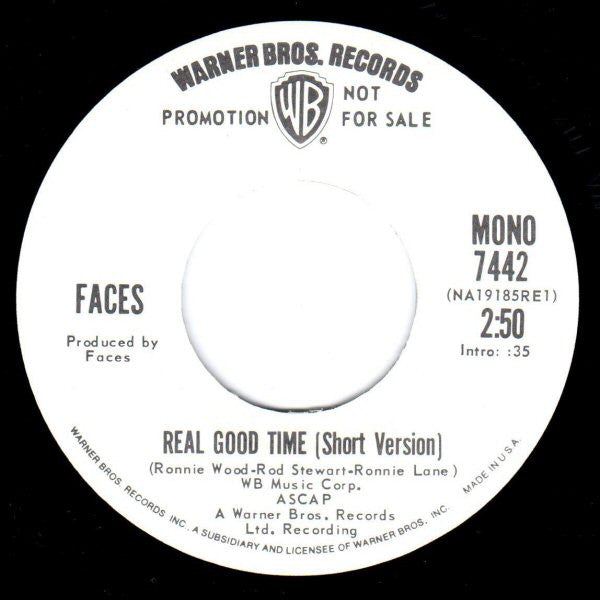 WARNER BROS. RECORDS
PROMOTION WB NOT
FOR SALE
®
MONO
7442
(NA19185RE1)
2:50
Intro: :35
FACES
Produced by
Faces
REAL GOOD TIME (Short Version)
(Ronnie Wood-Rod Stewart-Ronnie Lane)
WB Music Corp.
ASCAP
A Warner Bros. Records
Ltd. Recording
WARNER BROS. RECORDS INC., A SUBSIDIARY AND LICENSEE OF WARNER BROS. INC.
MADE IN U.S.A.